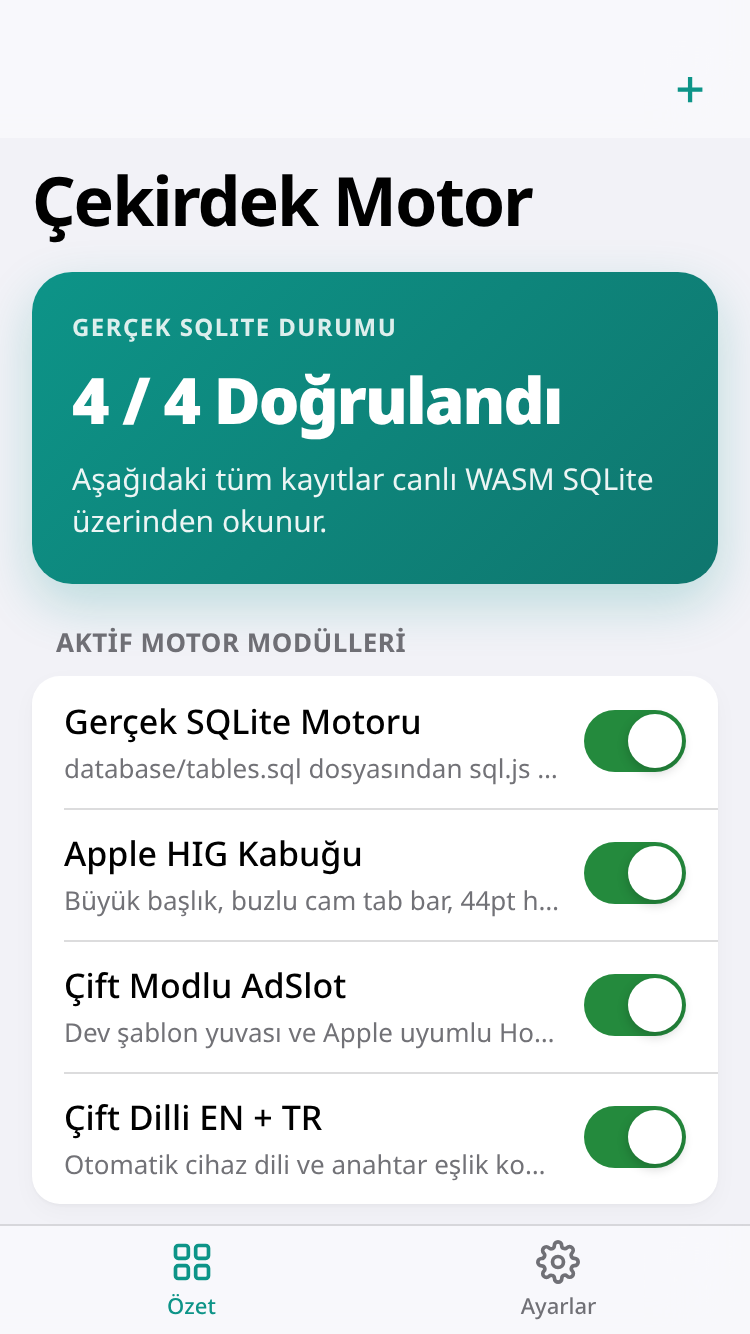 +
Çekirdek Motor
GERÇEK SQLITE DURUMU
4 / 4 Doğrulandı
Aşağıdaki tüm kayıtlar canlı WASM SQLite
üzerinden okunur.
AKTİF MOTOR MODÜLLERİ
Gerçek SQLite Motoru
database/tables.sql dosyasından sql.js ...
Apple HIG Kabuğu
Büyük başlık, buzlu cam tab bar, 44pt h...
Çift Modlu AdSlot
Dev şablon yuvası ve Apple uyumlu Ho...
Çift Dilli EN + TR
Otomatik cihaz dili ve anahtar eşlik ko...
Özet
Ayarlar